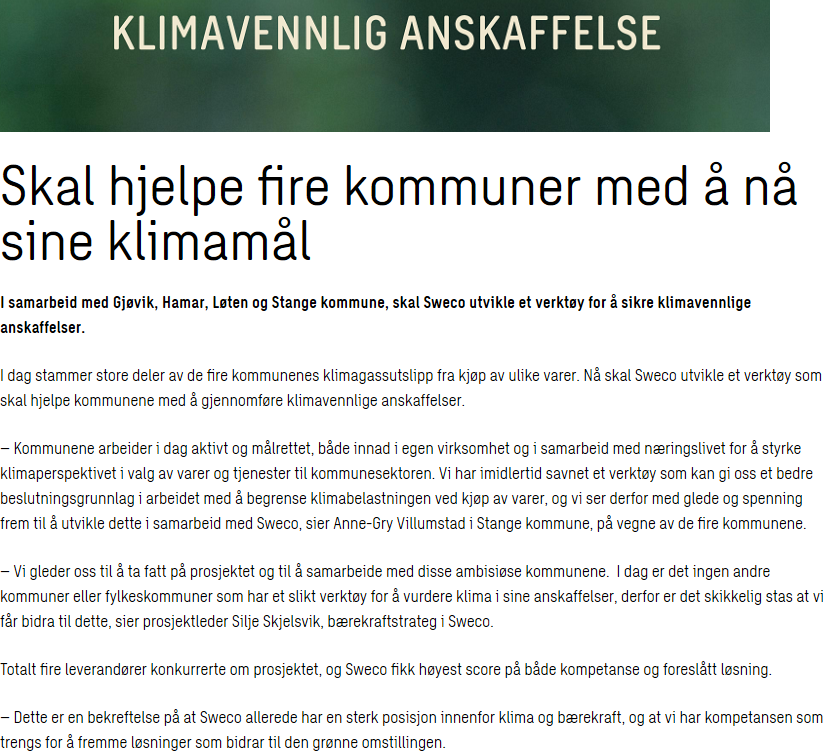 KLIMAVENNLIG ANSKAFFELSE
Skal hjelpe fire kommuner med å nå
sine klimamål
I samarbeid med Gjøvik, Hamar, Løten og Stange kommune, skal Sweco utvikle et verktøy for å sikre klimavennlige
anskaffelser.
I dag stammer store deler av de fire kommunenes klimagassutslipp fra kjøp av ulike varer. Nå skal Sweco utvikle et verktøy som
skal hjelpe kommunene med å gjennomføre klimavennlige anskaffelser.
– Kommunene arbeider i dag aktivt og målrettet, både innad i egen virksomhet og i samarbeid med næringslivet for å styrke
klimaperspektivet i valg av varer og tjenester til kommunesektoren. Vi har imidlertid savnet et verktøy som kan gi oss et bedre
beslutningsgrunnlag i arbeidet med å begrense klimabelastningen ved kjøp av varer, og vi ser derfor med glede og spenning
frem til å utvikle dette i samarbeid med Sweco, sier Anne-Gry Villumstad i Stange kommune, på vegne av de fire kommunene.
– Vi gleder oss til å ta fatt på prosjektet og til å samarbeide med disse ambisiøse kommunene.  I dag er det ingen andre
kommuner eller fylkeskommuner som har et slikt verktøy for å vurdere klima i sine anskaffelser, derfor er det skikkelig stas at vi
får bidra til dette, sier prosjektleder Silje Skjelsvik, bærekraftstrateg i Sweco.
Totalt fire leverandører konkurrerte om prosjektet, og Sweco fikk høyest score på både kompetanse og foreslått løsning.
– Dette er en bekreftelse på at Sweco allerede har en sterk posisjon innenfor klima og bærekraft, og at vi har kompetansen som
trengs for å fremme løsninger som bidrar til den grønne omstillingen.